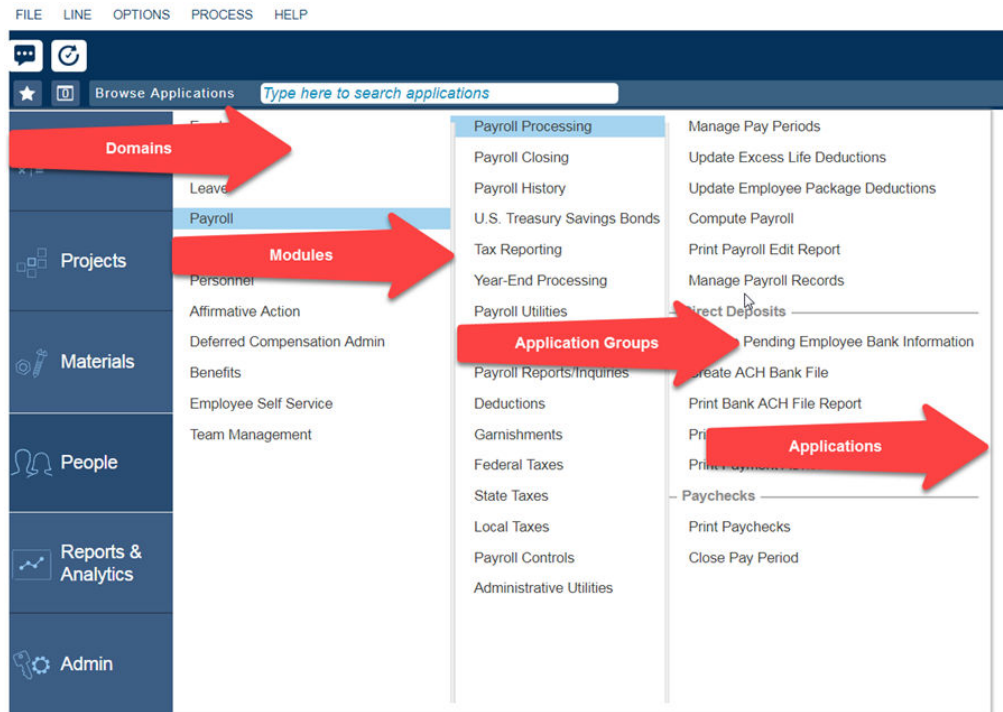 FILE LINE OPTIONS PROCESS HELP
Browse Applications Type here to search applications
Domains
Projects
Materials
People
Reports &
Analytics
Admin
Leave
Payroll
Modules
Personnel
Affirmative Action
Deferred Compensation Admin
Benefits
Employee Self Service
Team Management
Payroll Processing
Payroll Closing
Payroll History
U.S. Treasury Savings Bonds
Tax Reporting
Year-End Processing
Payroll Utilities
Application Groups
Payroll Reports/Inquiries
Deductions
Garnishments
Federal Taxes
State Taxes
Local Taxes
Payroll Controls
Administrative Utilities
Manage Pay Periods
Update Excess Life Deductions
Update Employee Package Deductions
Compute Payroll
Print Payroll Edit Report
Manage Payroll Records
Direct Deposits
Pending Employee Bank Information
Create ACH Bank File
Print Bank ACH File Report
Applications
Paychecks
Print Paychecks
Close Pay Period